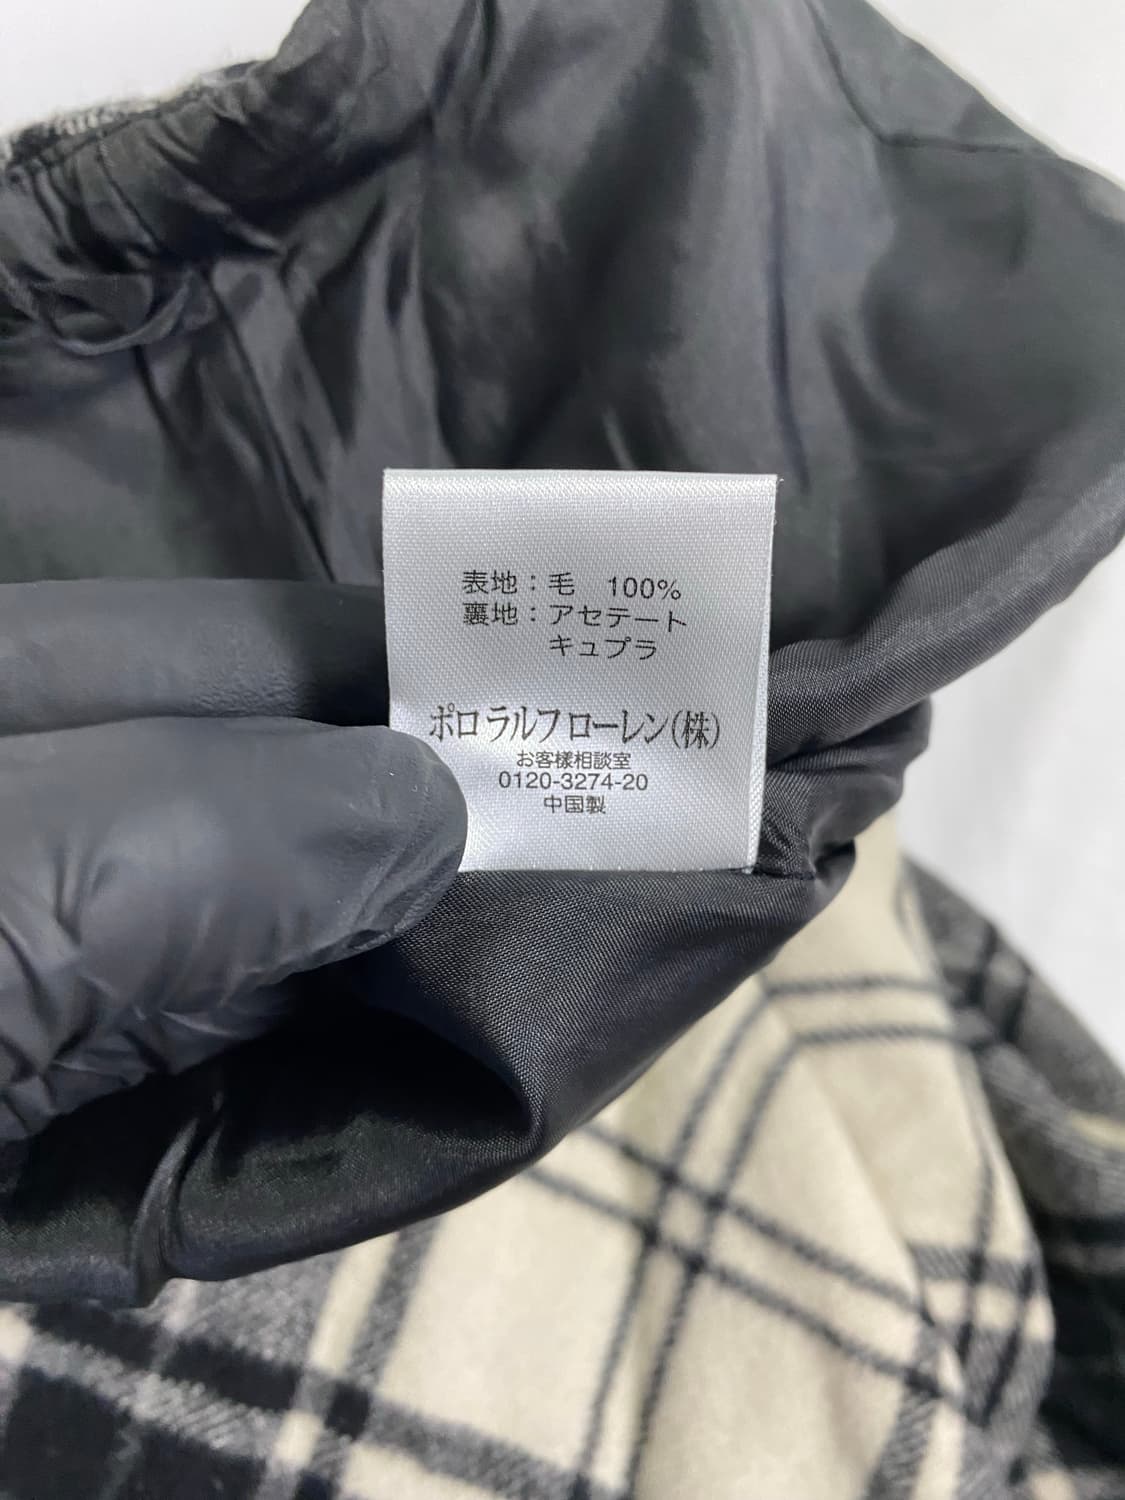 表地：毛　100%
裏地：アセテート
キュプラ
ポロ ラルフ ローレン（株）
お客様相談室
0120-3274-20
中国製